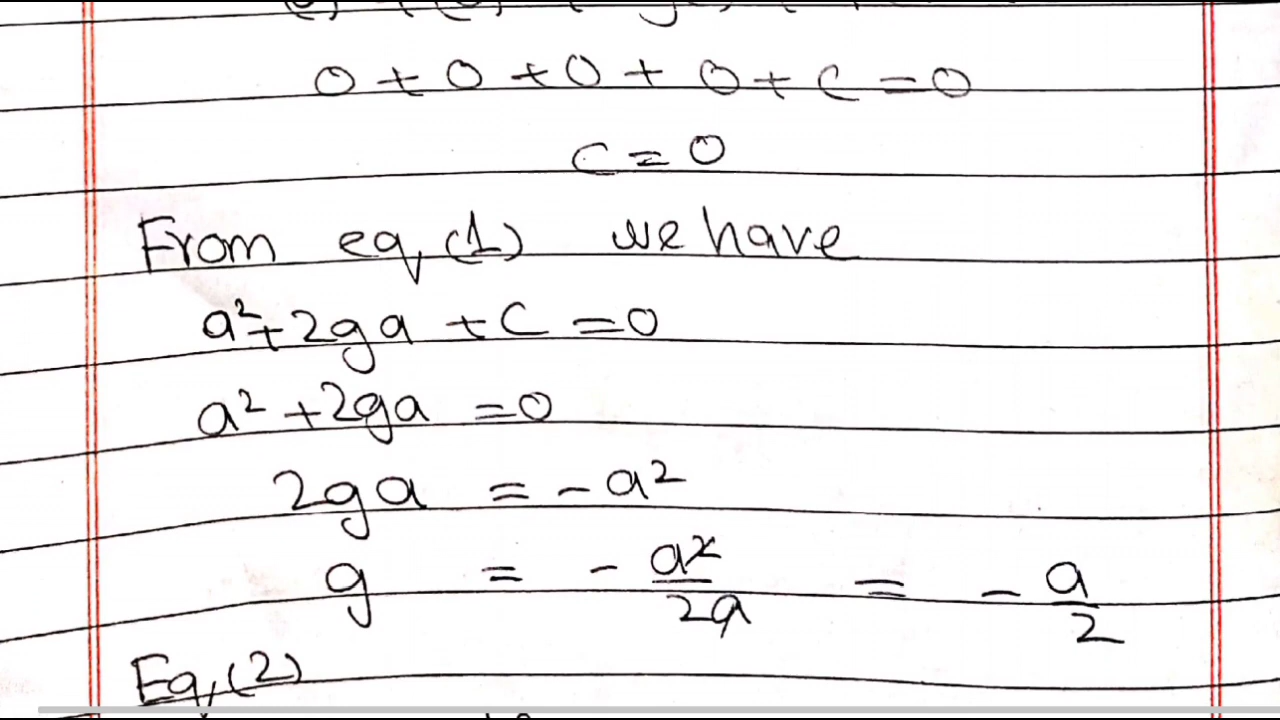 0 + 0 + 0 + 0 + c = 0
c = 0
From eq, (1) we have
a² + 2ga + c = 0
a² + 2ga = 0
2ga = - a²
g = - a²/2a = - a/2
Eq, (2)